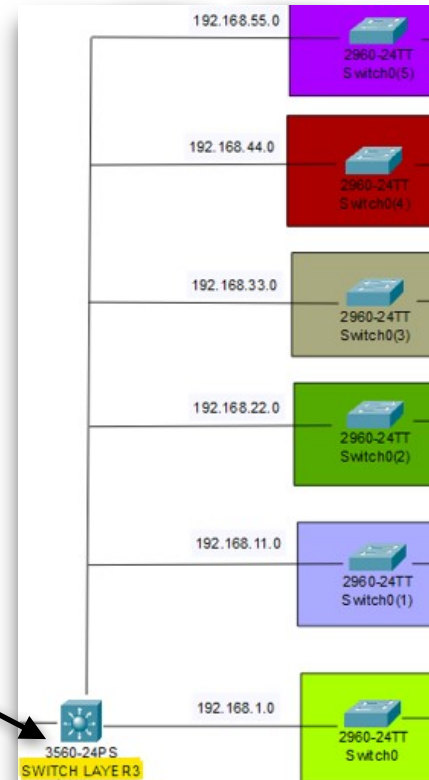 192.168.55.0
2960-24TT
Switch0(5)
192.168.44.0
2960-24TT
Switch0(4)
192.168.33.0
2960-24TT
Switch0(3)
192.168.22.0
2960-24TT
Switch0(2)
192.168.11.0
2960-24TT
Switch0(1)
192.168.1.0
2960-24TT
Switch0
3560-24PS
SWITCH LAYER3